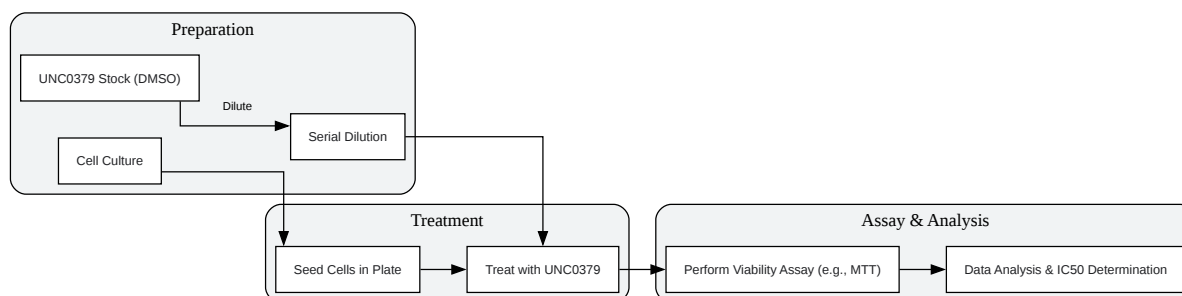 Preparation
UNC0379 Stock (DMSO)
Dilute
Serial Dilution
Cell Culture
Treatment
Seed Cells in Plate
Treat with UNC0379
Assay & Analysis
Perform Viability Assay (e.g., MTT)
Data Analysis & IC50 Determination